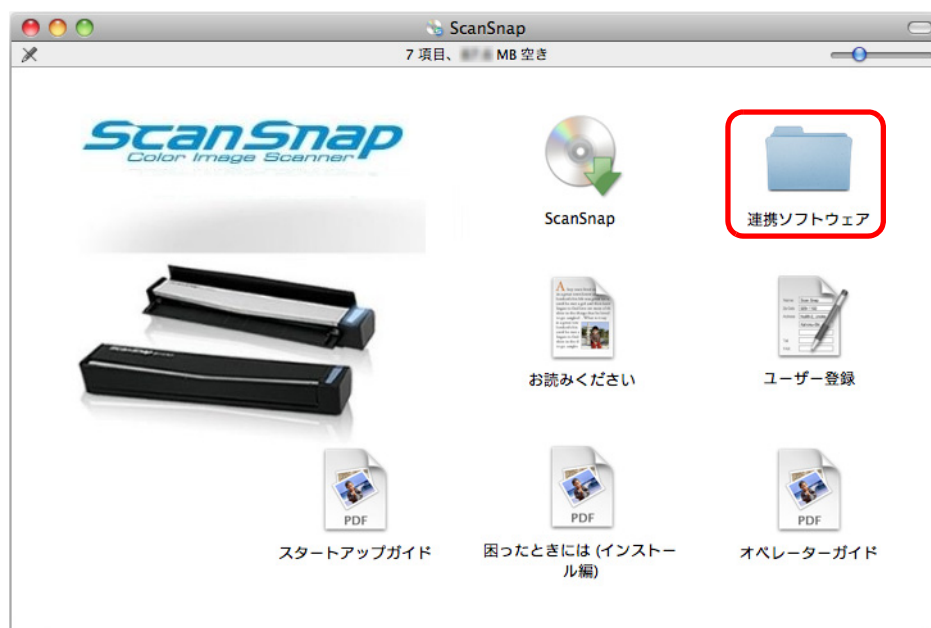 ScanSnap
7 項目、 MB 空き
ScanSnap
Color Image Scanner
ScanSnap
連携ソフトウェア
お読みください
ユーザー登録
PDF
PDF
PDF
スタートアップガイド
困ったときには (インストー
ル編)
オペレーターガイド